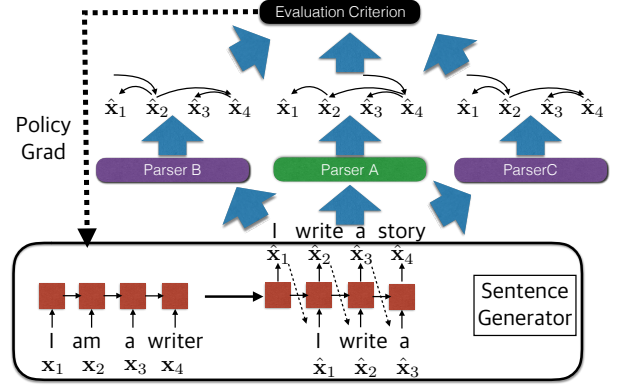 Evaluation Criterion
x̂₁ x̂₂ x̂₃ x̂₄
x̂₁ x̂₂ x̂₃ x̂₄
x̂₁ x̂₂ x̂₃ x̂₄
Policy
Grad
Parser B
Parser A
ParserC
I write a story
x̂₁ x̂₂ x̂₃ x̂₄
I am a writer
x₁ x₂ x₃ x₄
I write a
x̂₁ x̂₂ x̂₃
Sentence
Generator